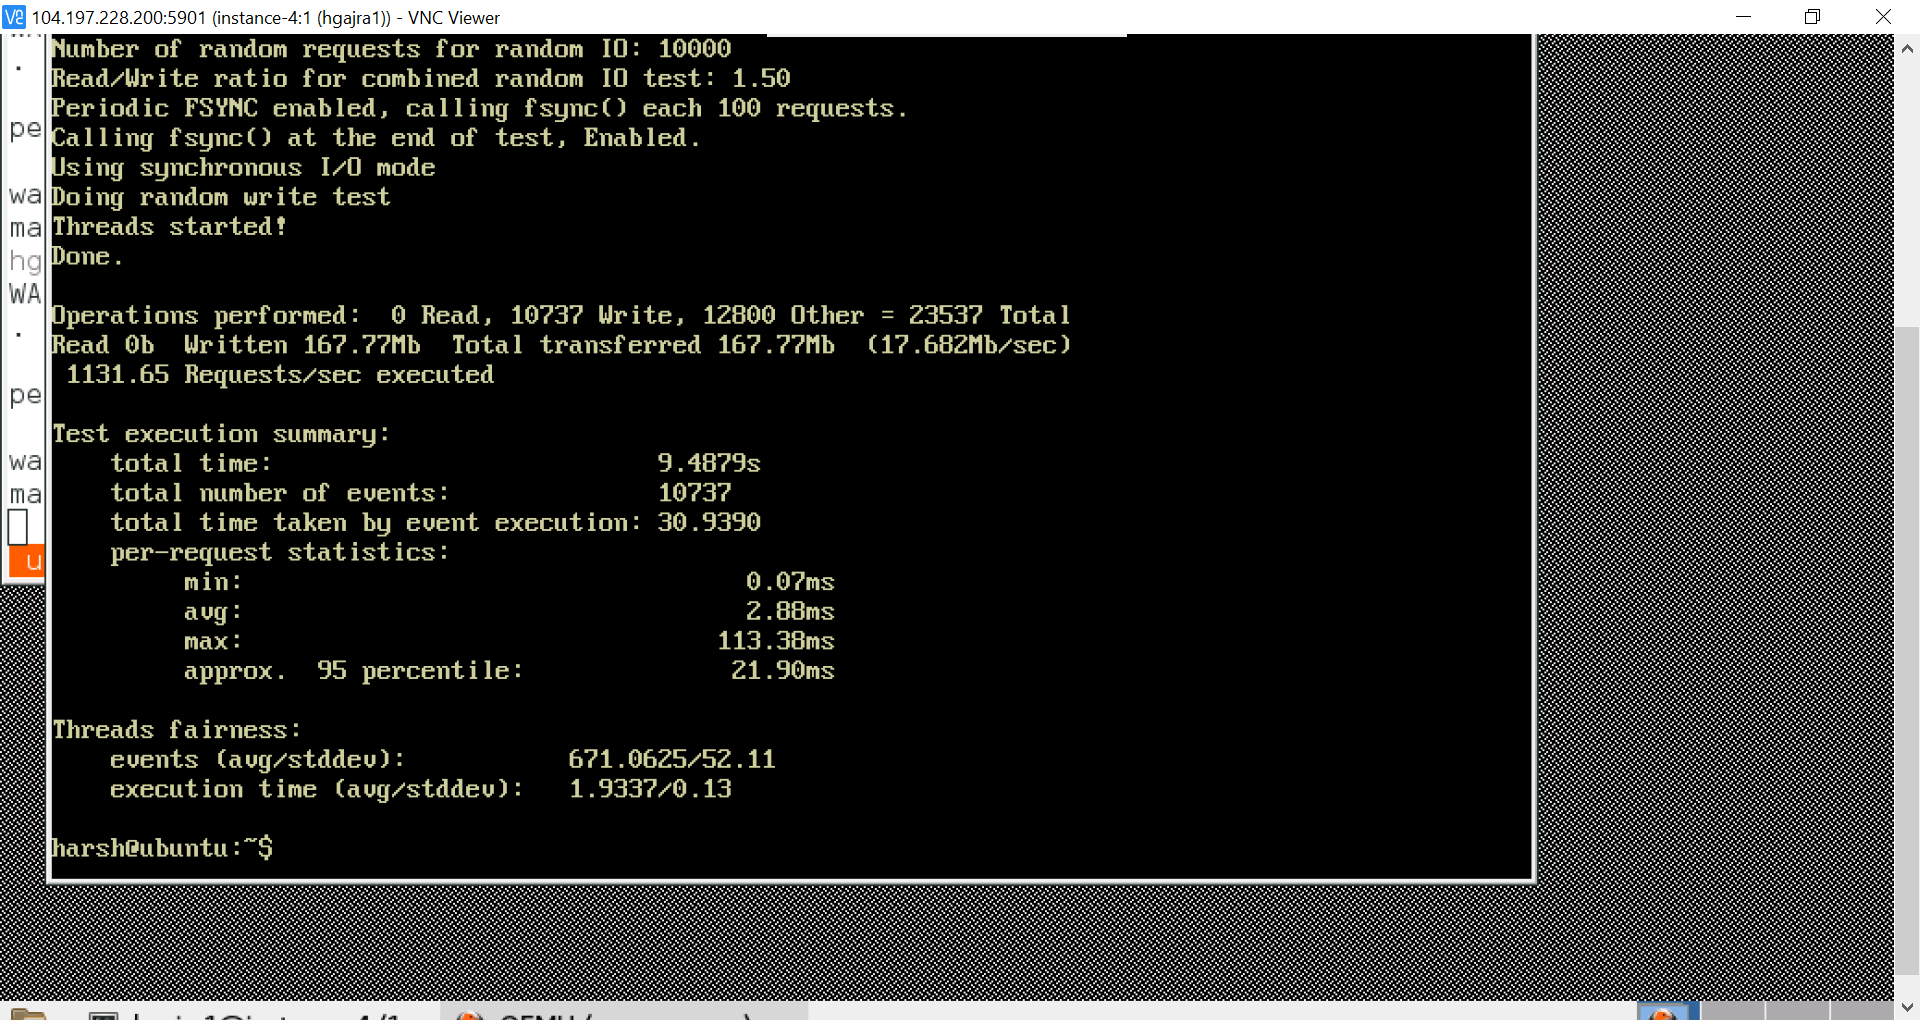 104.197.228.200:5901 (instance-4:1 (hgajra1)) - VNC Viewer
Number of random requests for random IO: 10000
Read/Write ratio for combined random IO test: 1.50
Periodic FSYNC enabled, calling fsync() each 100 requests.
Calling fsync() at the end of test, Enabled.
Using synchronous I/O mode
Doing random write test
Threads started!
Done.
Operations performed:  0 Read, 10737 Write, 12800 Other = 23537 Total
Read 0b  Written 167.77Mb  Total transferred 167.77Mb  (17.682Mb/sec)
1131.65 Requests/sec executed
Test execution summary:
total time: 9.4879s
total number of events: 10737
total time taken by event execution: 30.9390
per-request statistics:
min: 0.07ms
avg: 2.88ms
max: 113.38ms
approx.  95 percentile: 21.90ms
Threads fairness:
events (avg/stddev): 671.0625/52.11
execution time (avg/stddev): 1.9337/0.13
harsh@ubuntu:~$
.
pe
wa
ma
hg
WA
.
pe
wa
ma
u